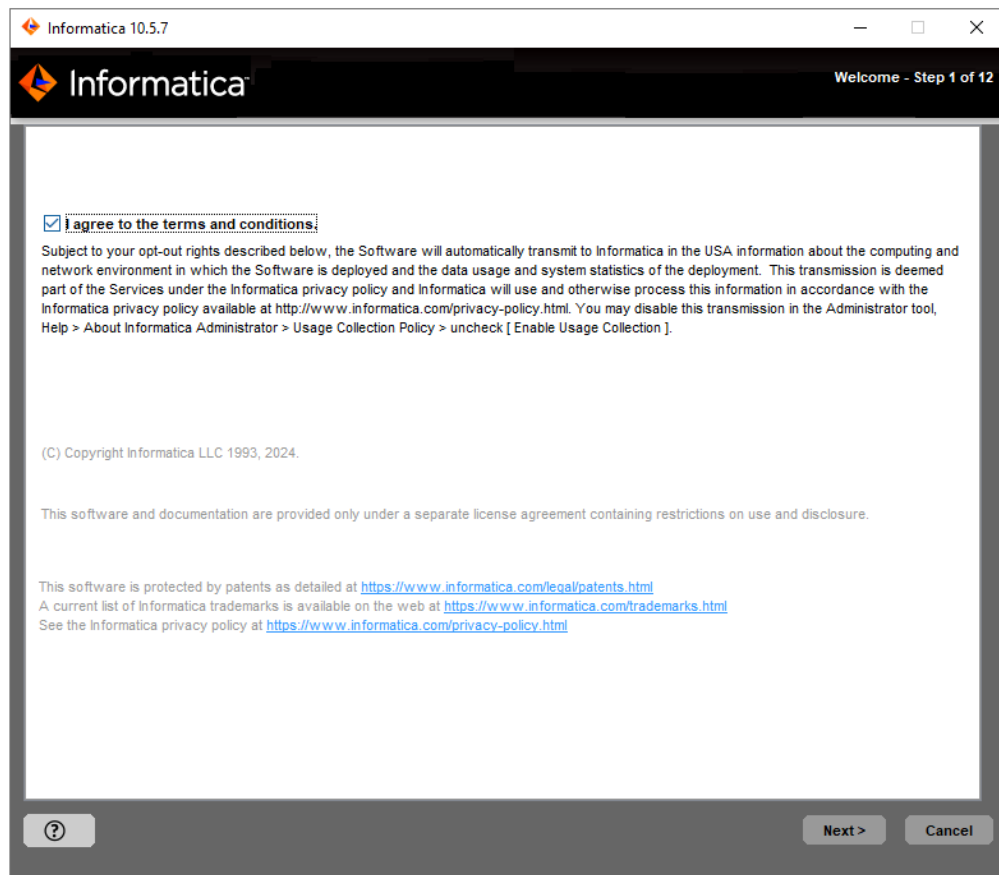 Informatica 10.5.7
Informatica
Welcome - Step 1 of 12
I agree to the terms and conditions.
Subject to your opt-out rights described below, the Software will automatically transmit to Informatica in the USA information about the computing and
network environment in which the Software is deployed and the data usage and system statistics of the deployment.  This transmission is deemed
part of the Services under the Informatica privacy policy and Informatica will use and otherwise process this information in accordance with the
Informatica privacy policy available at http://www.informatica.com/privacy-policy.html. You may disable this transmission in the Administrator tool,
Help > About Informatica Administrator > Usage Collection Policy > uncheck [ Enable Usage Collection ].
(C) Copyright Informatica LLC 1993, 2024.
This software and documentation are provided only under a separate license agreement containing restrictions on use and disclosure.
This software is protected by patents as detailed at https://www.informatica.com/legal/patents.html
A current list of Informatica trademarks is available on the web at https://www.informatica.com/trademarks.html
See the Informatica privacy policy at https://www.informatica.com/privacy-policy.html
?
Next >
Cancel